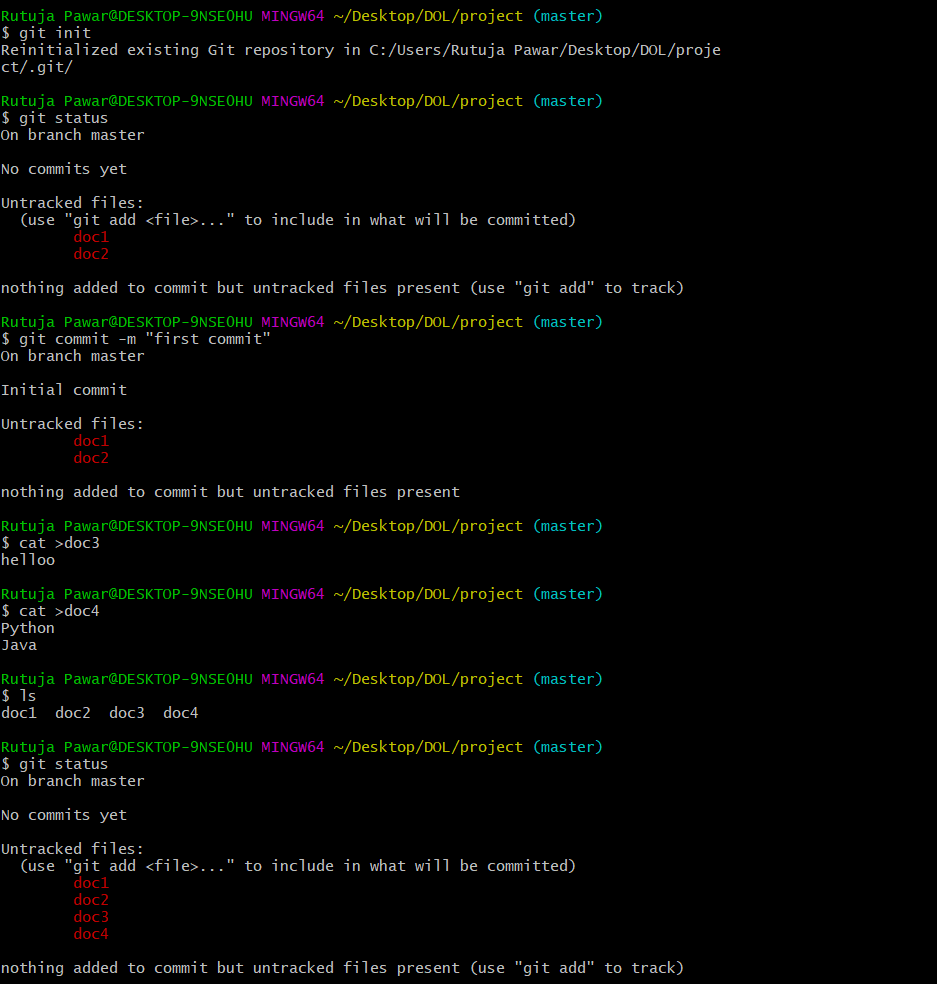 Rutuja Pawar@DESKTOP-9NSE0HU MINGW64 ~/Desktop/DOL/project (master)
$ git init
Reinitialized existing Git repository in C:/Users/Rutuja Pawar/Desktop/DOL/proje
ct/.git/

Rutuja Pawar@DESKTOP-9NSE0HU MINGW64 ~/Desktop/DOL/project (master)
$ git status
On branch master

No commits yet

Untracked files:
  (use "git add <file>..." to include in what will be committed)
        doc1
        doc2

nothing added to commit but untracked files present (use "git add" to track)

Rutuja Pawar@DESKTOP-9NSE0HU MINGW64 ~/Desktop/DOL/project (master)
$ git commit -m "first commit"
On branch master

Initial commit

Untracked files:
        doc1
        doc2

nothing added to commit but untracked files present

Rutuja Pawar@DESKTOP-9NSE0HU MINGW64 ~/Desktop/DOL/project (master)
$ cat >doc3
helloo

Rutuja Pawar@DESKTOP-9NSE0HU MINGW64 ~/Desktop/DOL/project (master)
$ cat >doc4
Python
Java

Rutuja Pawar@DESKTOP-9NSE0HU MINGW64 ~/Desktop/DOL/project (master)
$ ls
doc1  doc2  doc3  doc4

Rutuja Pawar@DESKTOP-9NSE0HU MINGW64 ~/Desktop/DOL/project (master)
$ git status
On branch master

No commits yet

Untracked files:
  (use "git add <file>..." to include in what will be committed)
        doc1
        doc2
        doc3
        doc4

nothing added to commit but untracked files present (use "git add" to track)